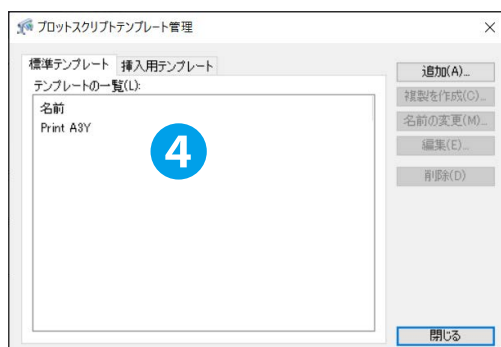 プロットスクリプトテンプレート管理
標準テンプレート 挿入用テンプレート
テンプレートの一覧(L):
名前
Print A3Y
4
追加(A)...
複製を作成(C)...
名前の変更(M)...
編集(E)...
削除(D)
閉じる